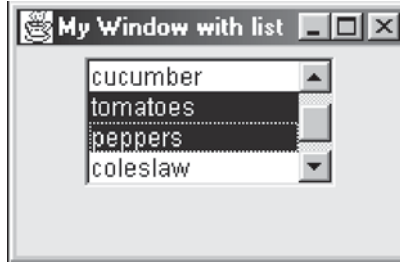 My Window with list
cucumber
tomatoes
peppers
coleslaw